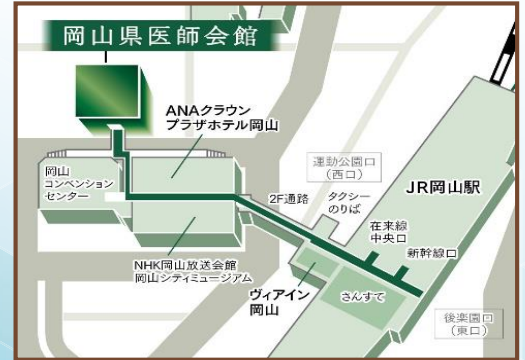 岡山県医師会館
ANAクラウン
プラザホテル岡山
岡山
コンベンション
センター
運動公園口
(西口)
2F通路
タクシー
のりば
JR岡山駅
在来線
中央口
新幹線口
NHK岡山放送会館
岡山シティミュージアム
ヴィアイン
岡山
さんすて
後楽園口
(東口)